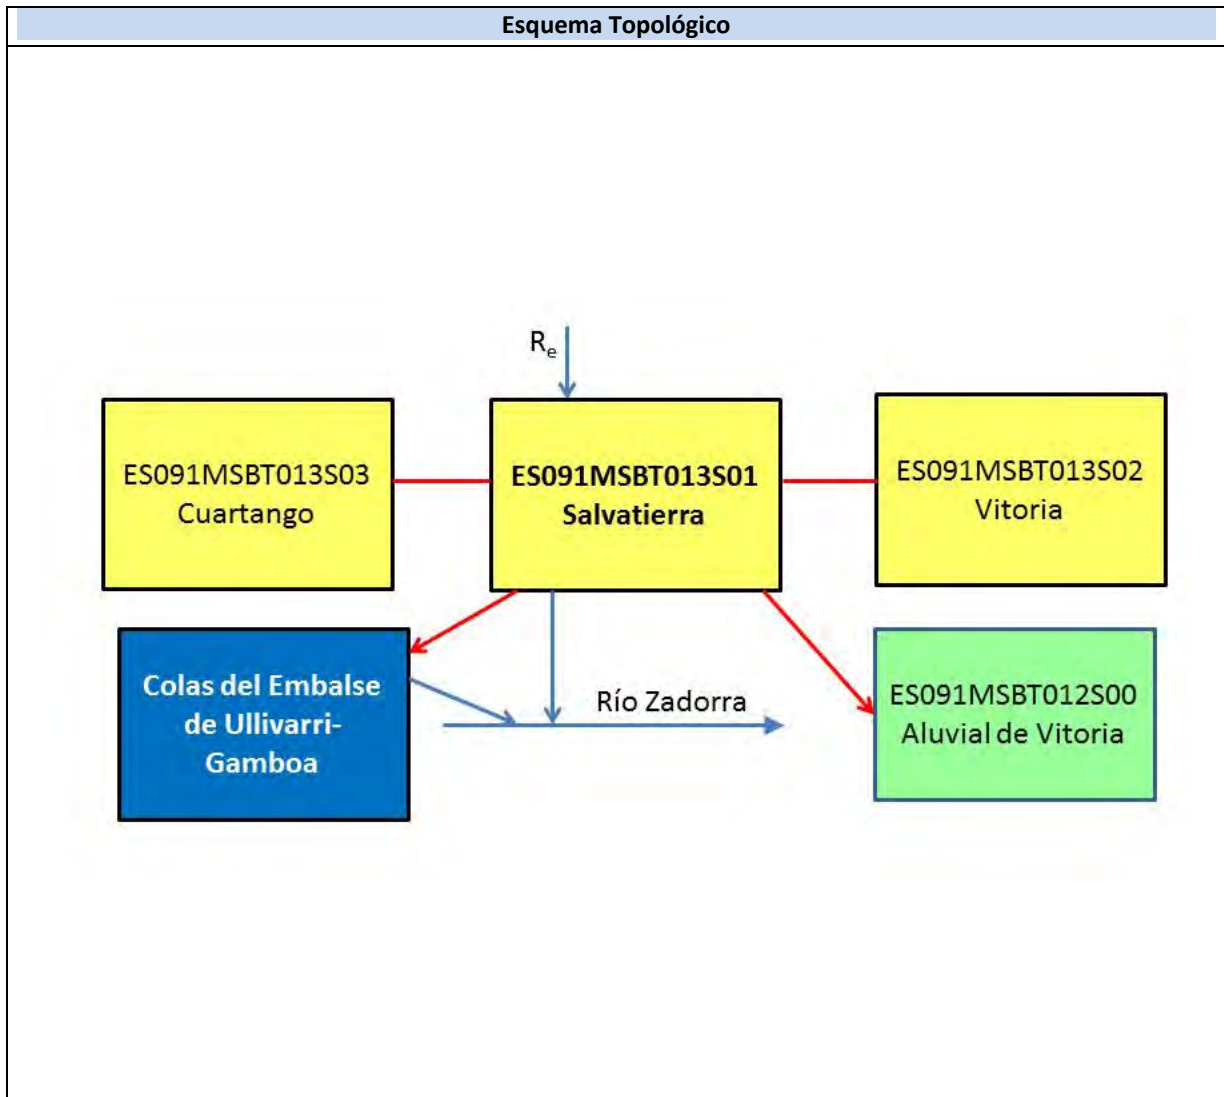 Esquema Topológico
Re
ES091MSBT013S03
Cuartango
ES091MSBT013S01
Salvatierra
ES091MSBT013S02
Vitoria
Colas del Embalse
de Ullivarri-
Gamboa
Río Zadorra
ES091MSBT012S00
Aluvial de Vitoria